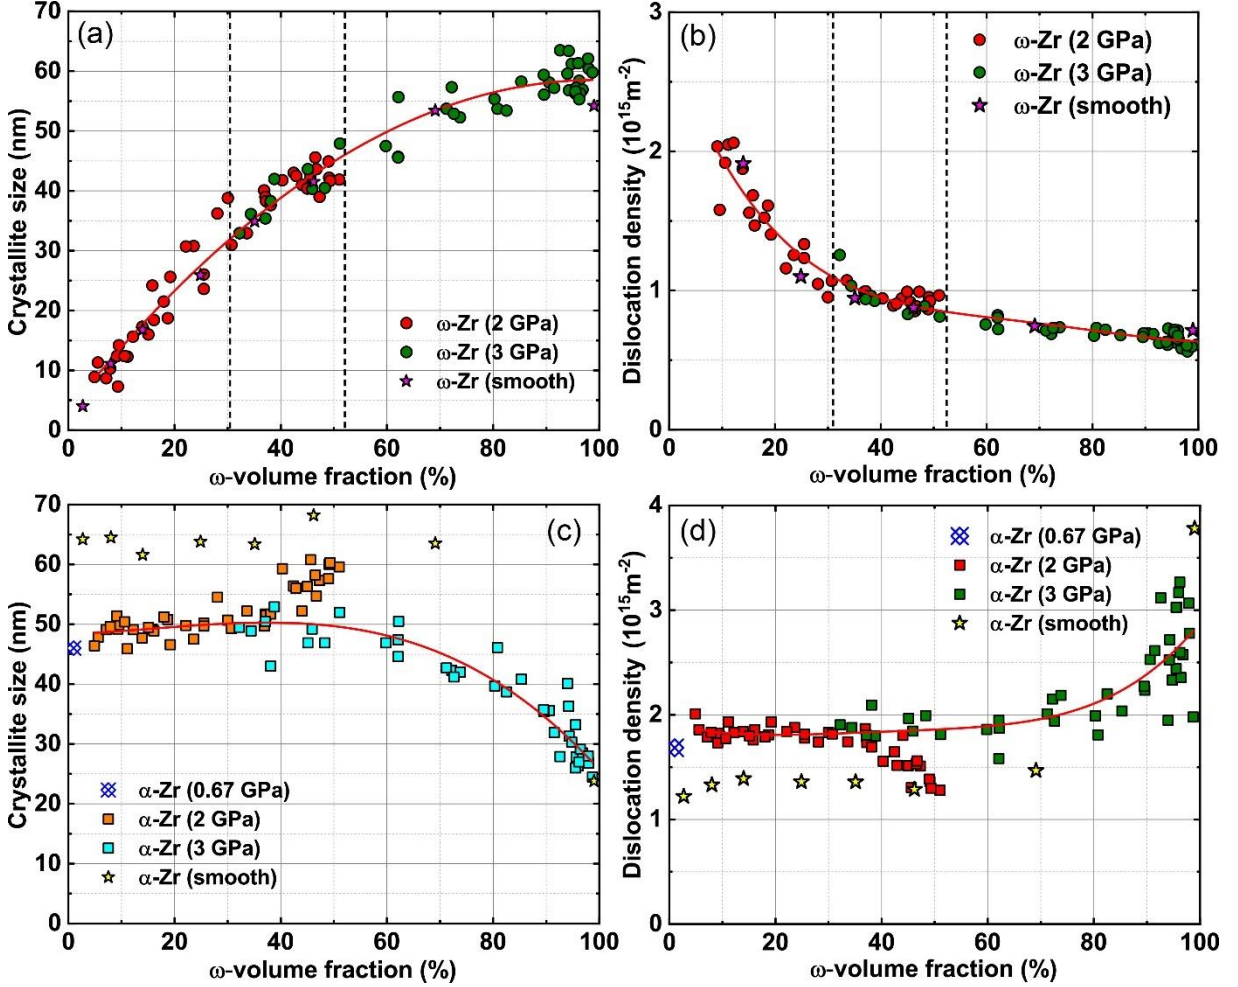 (a)
Crystallite size (nm)
70
60
50
40
30
20
10
0
ω-Zr (2 GPa)
ω-Zr (3 GPa)
ω-Zr (smooth)
0 20 40 60 80 100
ω-volume fraction (%)
(b)
Dislocation density (10¹⁵m⁻²)
3
2
1
0
ω-Zr (2 GPa)
ω-Zr (3 GPa)
ω-Zr (smooth)
0 20 40 60 80 100
ω-volume fraction (%)
(c)
Crystallite size (nm)
70
60
50
40
30
20
10
0
α-Zr (0.67 GPa)
α-Zr (2 GPa)
α-Zr (3 GPa)
α-Zr (smooth)
0 20 40 60 80 100
ω-volume fraction (%)
(d)
Dislocation density (10¹⁵m⁻²)
4
3
2
1
0
α-Zr (0.67 GPa)
α-Zr (2 GPa)
α-Zr (3 GPa)
α-Zr (smooth)
0 20 40 60 80 100
ω-volume fraction (%)